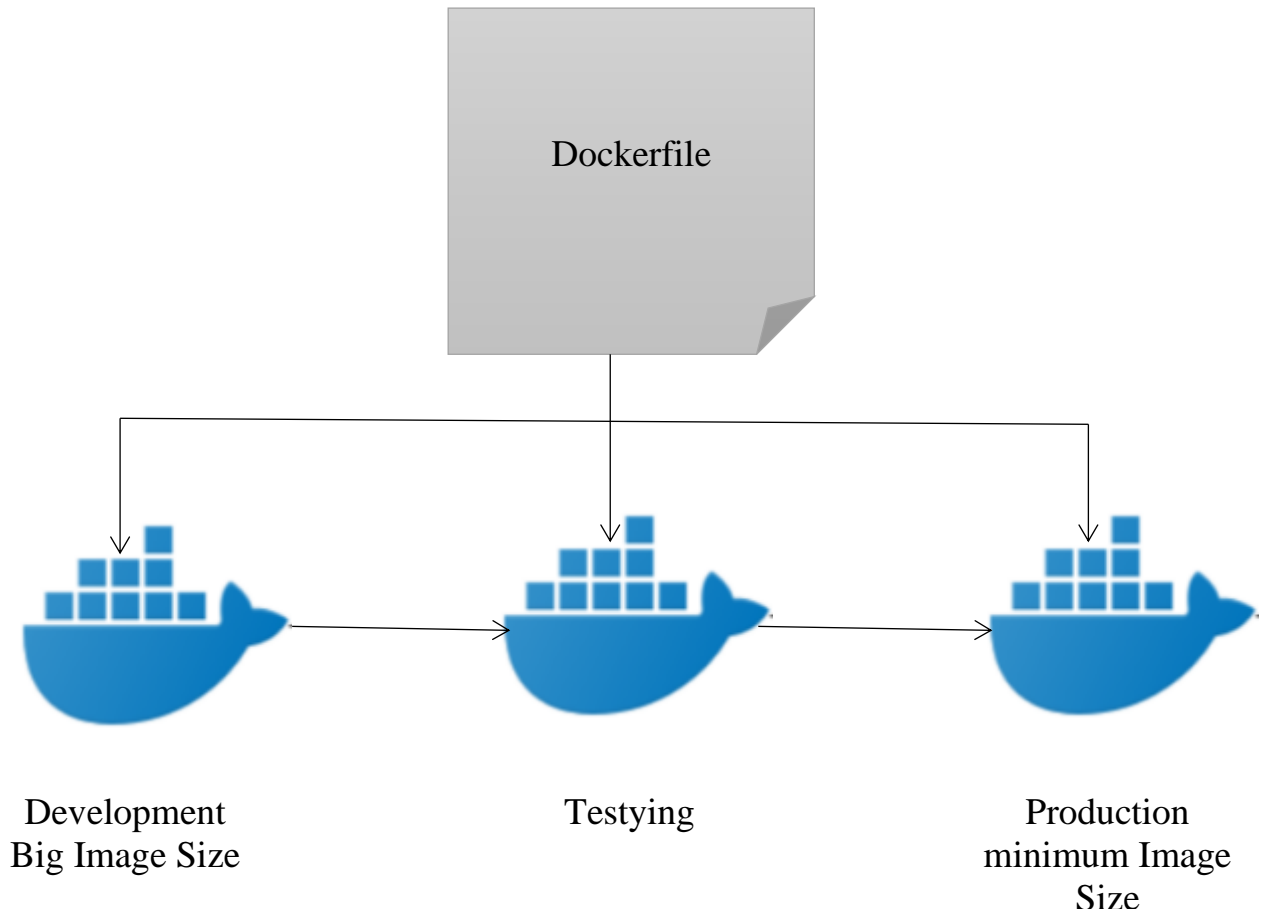 Dockerfile
Development
Big Image Size
Testying
Production
minimum Image
Size